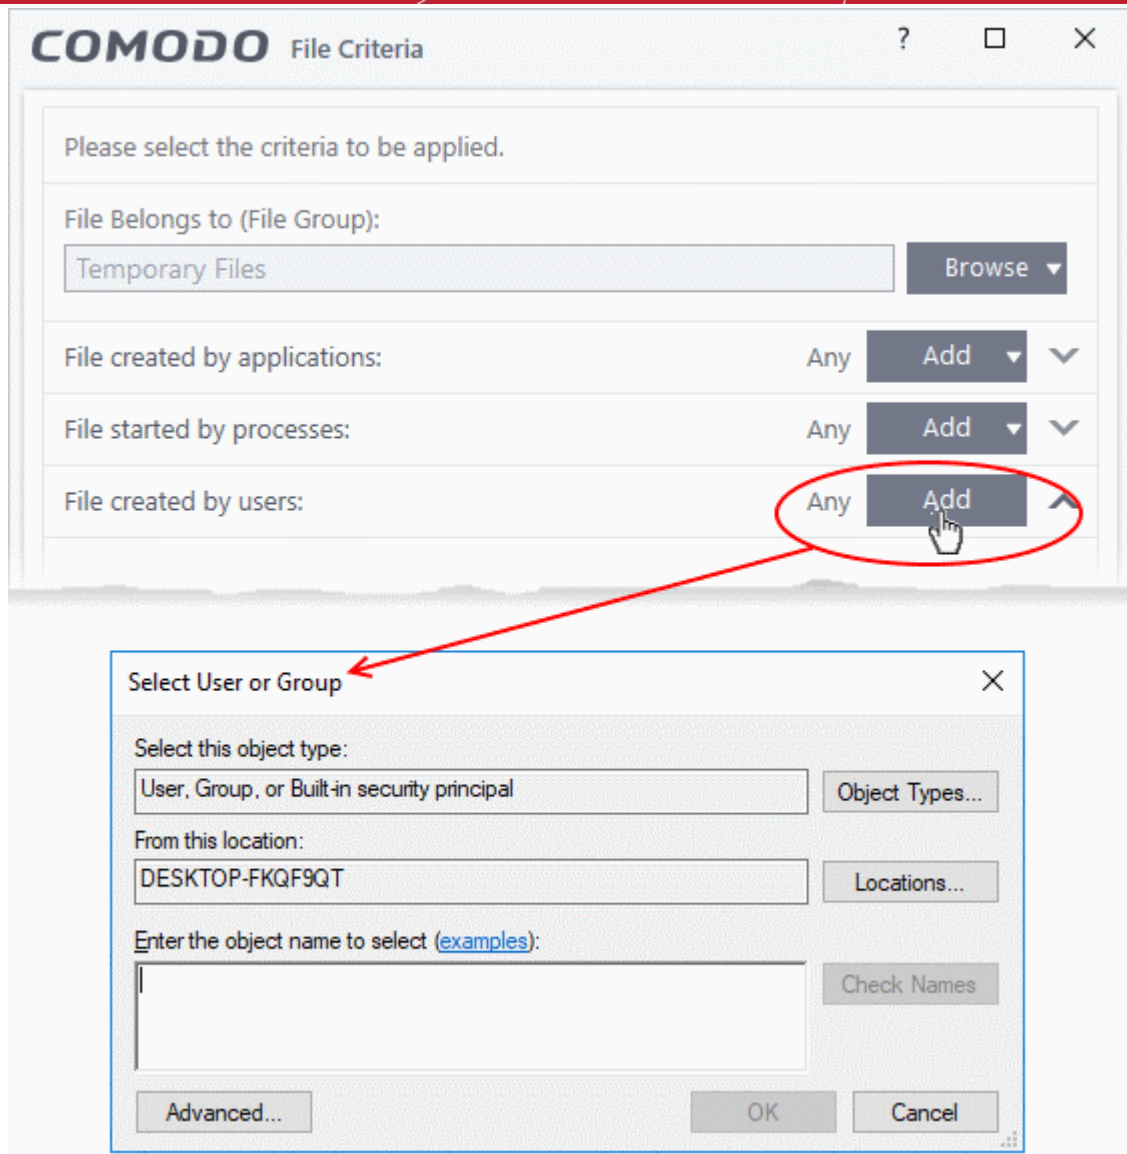 COMODO File Criteria ?
Please select the criteria to be applied.
File Belongs to (File Group):
Temporary Files Browse
File created by applications: Any Add
File started by processes: Any Add
File created by users: Any Add
Select User or Group
Select this object type:
User, Group, or Built-in security principal Object Types...
From this location:
DESKTOP-FKQF9QT Locations...
Enter the object name to select (examples):
Check Names
Advanced... OK Cancel